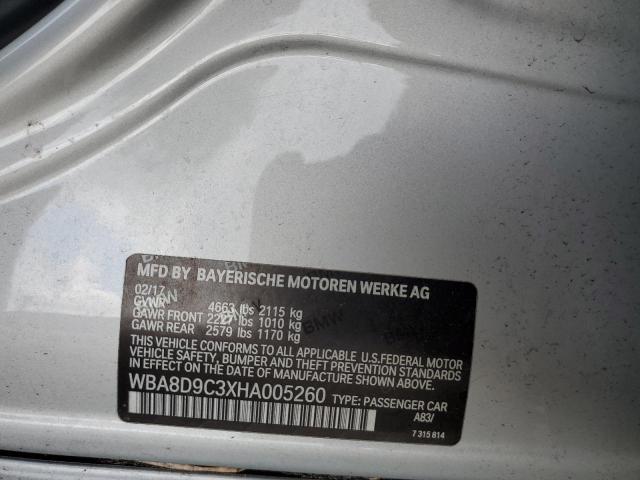 MFD BY BAYERISCHE MOTOREN WERKE AG
02/17
GVWR 4663 lbs 2115 kg
GAWR FRONT 2227 lbs 1010 kg
GAWR REAR 2579 lbs 1170 kg
THIS VEHICLE CONFORMS TO ALL APPLICABLE U.S.FEDERAL MOTOR
VEHICLE SAFETY, BUMPER, AND THEFT PREVENTION STANDARDS
IN EFFECT ON THE DATE OF MANUFACTURE SHOWN ABOVE.
WBA8D9C3XHA005260 TYPE: PASSENGER CAR
A83/
7 315 814